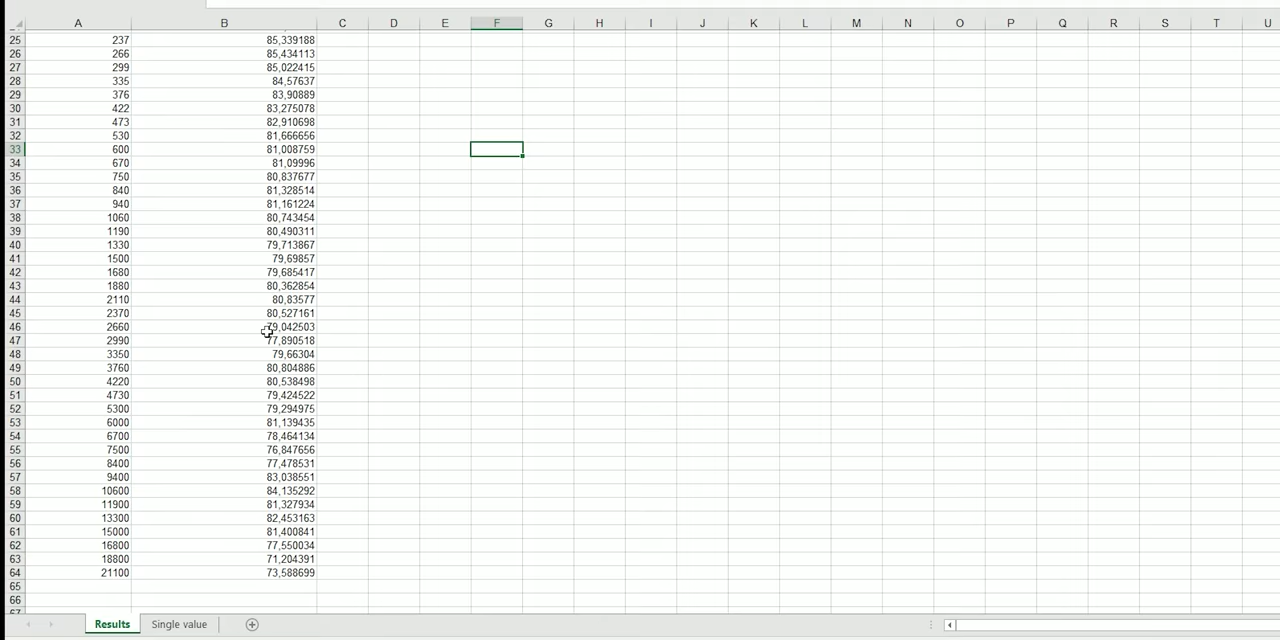 A B C D E F G H I J K L M N O P Q R S T U
25 237 85,339188
26 266 85,434113
27 299 85,022415
28 335 84,57637
29 376 83,90889
30 422 83,275078
31 473 82,910698
32 530 81,666656
33 600 81,008759
34 670 81,09996
35 750 80,837677
36 840 81,328514
37 940 81,161224
38 1060 80,743454
39 1190 80,490311
40 1330 79,713867
41 1500 79,69857
42 1680 79,685417
43 1880 80,362854
44 2110 80,83577
45 2370 80,527161
46 2660 79,042503
47 2990 77,890518
48 3350 79,66304
49 3760 80,804886
50 4220 80,538498
51 4730 79,424522
52 5300 79,294975
53 6000 81,139435
54 6700 78,464134
55 7500 76,847656
56 8400 77,478531
57 9400 83,038551
58 10600 84,135292
59 11900 81,327934
60 13300 82,453163
61 15000 81,400841
62 16800 77,550034
63 18800 71,204391
64 21100 73,588699
65
66
67
Results Single value